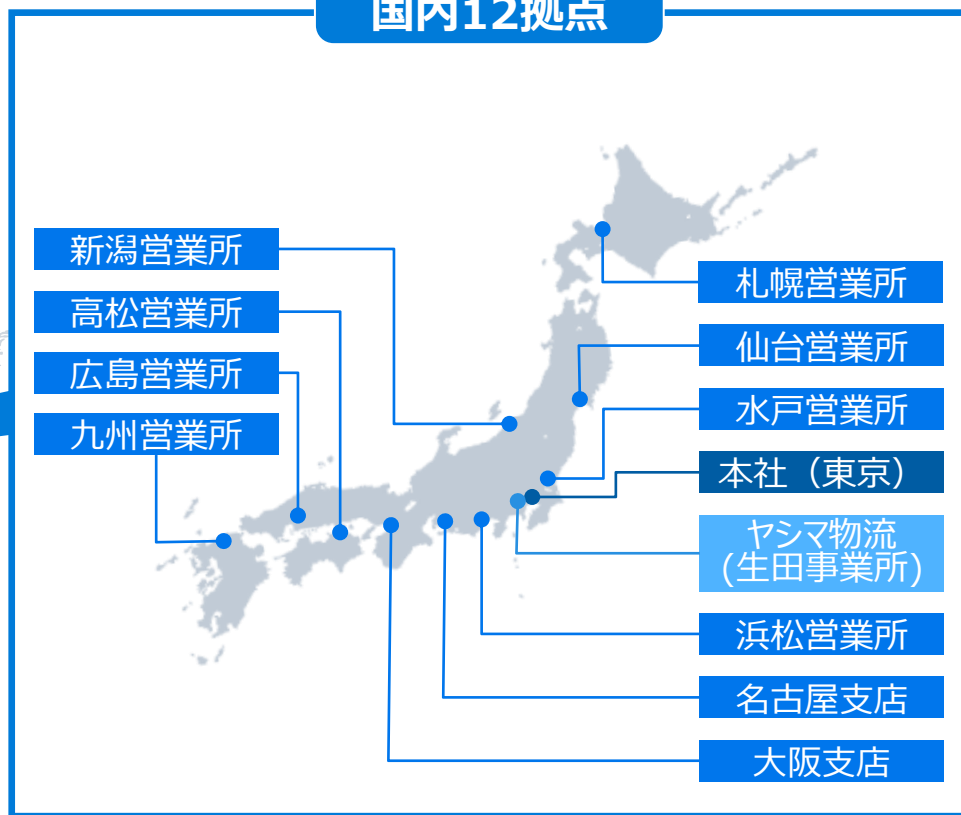 国内12拠点
新潟営業所
高松営業所
広島営業所
九州営業所
札幌営業所
仙台営業所
水戸営業所
本社（東京）
ヤシマ物流
(生田事業所)
浜松営業所
名古屋支店
大阪支店